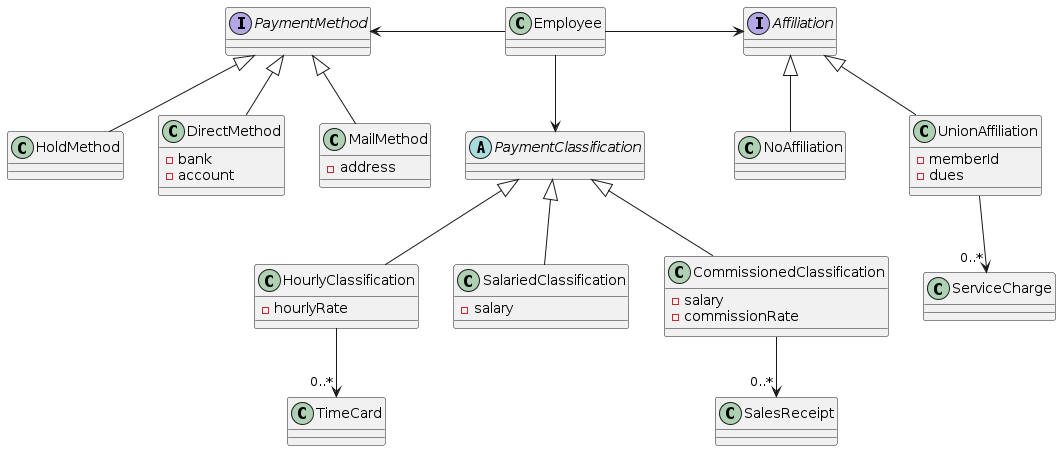 I PaymentMethod
C Employee
I Affiliation
C HoldMethod
C DirectMethod
bank
account
C MailMethod
address
A PaymentClassification
C NoAffiliation
C UnionAffiliation
memberId
dues
0..*
C HourlyClassification
hourlyRate
C SalariedClassification
salary
C CommissionedClassification
salary
commissionRate
C ServiceCharge
0..*
0..*
C TimeCard
C SalesReceipt